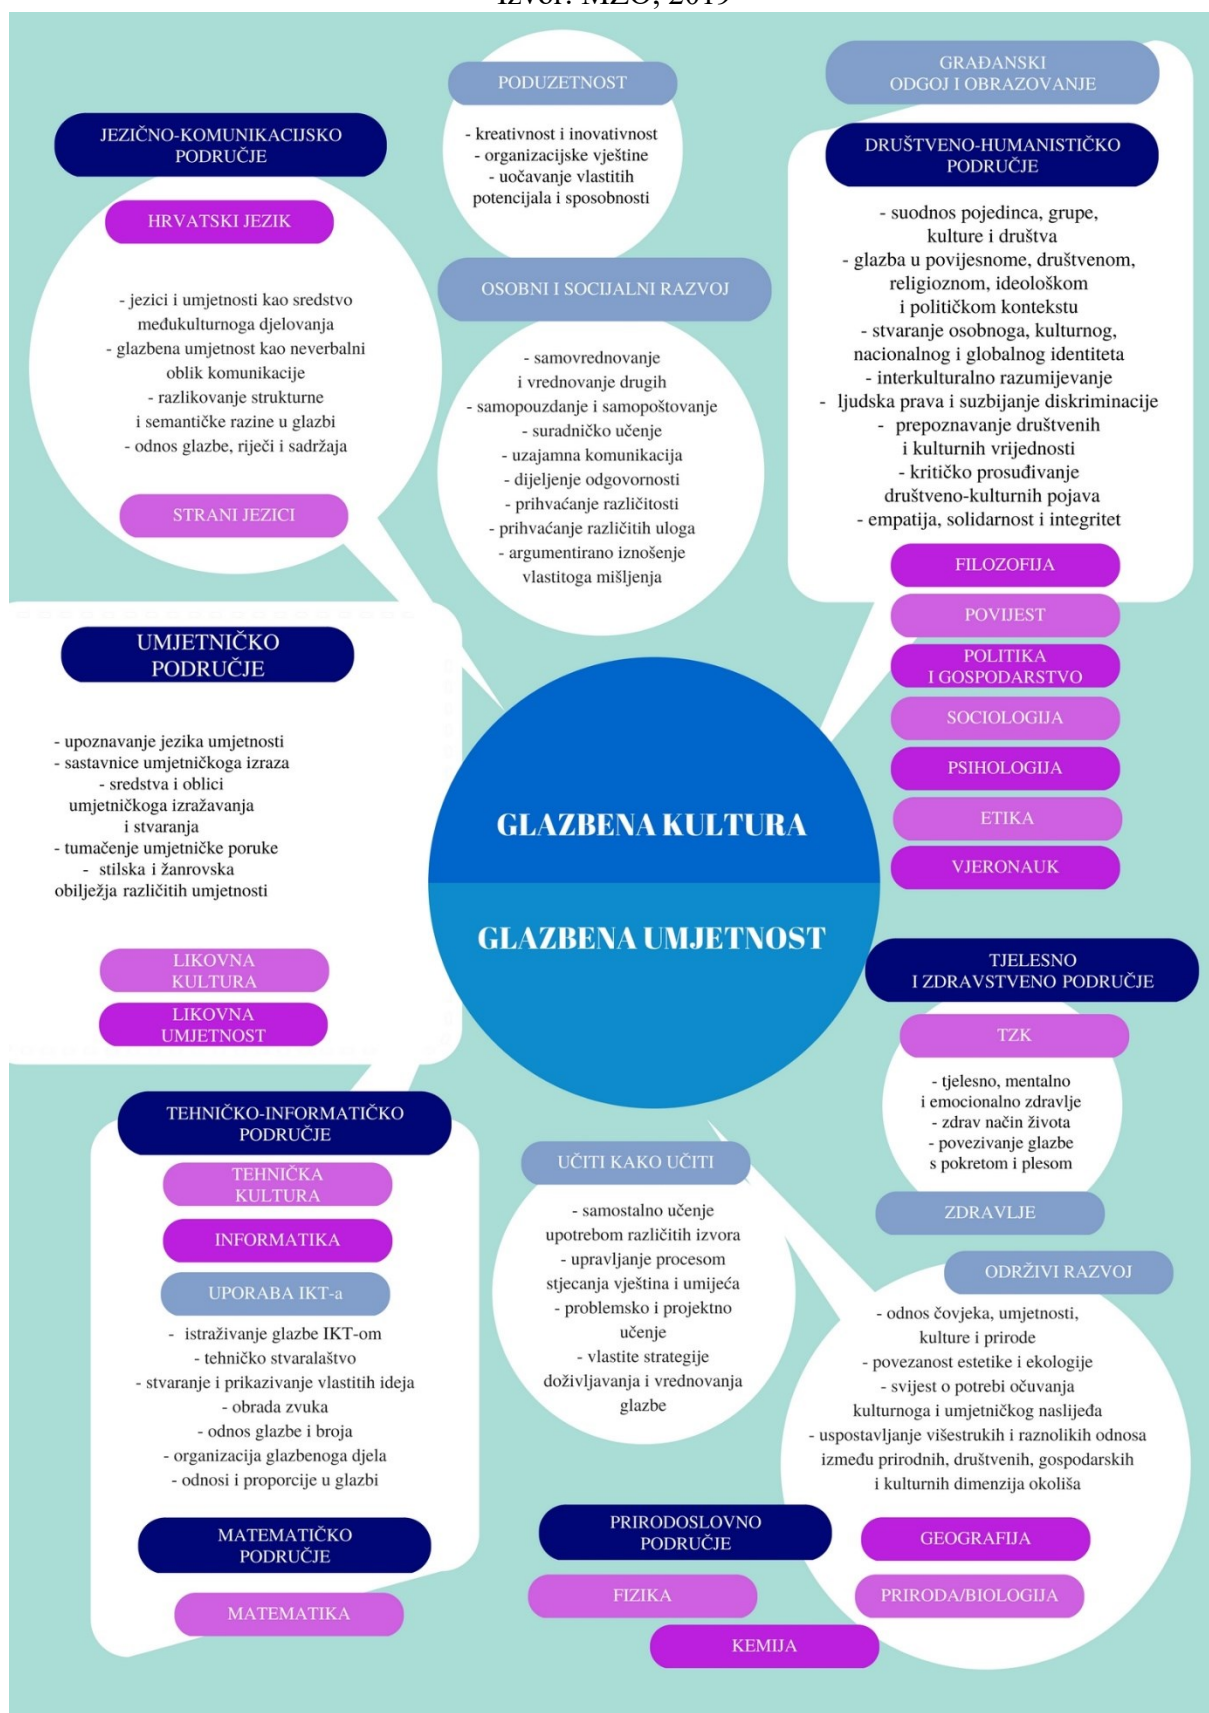 Izvor: MZO, 2019
PODUZETNOST
- kreativnost i inovativnost
- organizacijske vještine
- uočavanje vlastitih
potencijala i sposobnosti
GRAĐANSKI
ODGOJ I OBRAZOVANJE
JEZIČNO-KOMUNIKACIJSKO
PODRUČJE
HRVATSKI JEZIK
- jezici i umjetnosti kao sredstvo
međukulturnoga djelovanja
- glazbena umjetnost kao neverbalni
oblik komunikacije
- razlikovanje strukturne
i semantičke razine u glazbi
- odnos glazbe, riječi i sadržaja
STRANI JEZICI
OSOBNI I SOCIJALNI RAZVOJ
- samovrednovanje
i vrednovanje drugih
- samopouzdanje i samopoštovanje
- suradničko učenje
- uzajamna komunikacija
- dijeljenje odgovornosti
- prihvaćanje različitosti
- prihvaćanje različitih uloga
- argumentirano iznošenje
vlastitoga mišljenja
DRUŠTVENO-HUMANISTIČKO
PODRUČJE
- suodnos pojedinca, grupe,
kulture i društva
- glazba u povijesnome, društvenom,
religioznom, ideološkom
i političkom kontekstu
- stvaranje osobnoga, kulturnog,
nacionalnog i globalnog identiteta
- interkulturalno razumijevanje
- ljudska prava i suzbijanje diskriminacije
- prepoznavanje društvenih
i kulturnih vrijednosti
- kritičko prosuđivanje
društveno-kulturnih pojava
- empatija, solidarnost i integritet
FILOZOFIJA
POVIJEST
POLITIKA
I GOSPODARSTVO
SOCIOLOGIJA
PSIHOLOGIJA
ETIKA
VJERONAUK
UMJETNIČKO
PODRUČJE
- upoznavanje jezika umjetnosti
- sastavnice umjetničkoga izraza
- sredstva i oblici
umjetničkoga izražavanja
i stvaranja
- tumačenje umjetničke poruke
- stilska i žanrovska
obilježja različitih umjetnosti
LIKOVNA
KULTURA
LIKOVNA
UMJETNOST
GLAZBENA KULTURA
GLAZBENA UMJETNOST
TJELESNO
I ZDRAVSTVENO PODRUČJE
TZK
- tjelesno, mentalno
i emocionalno zdravlje
- zdrav način života
- povezivanje glazbe
s pokretom i plesom
ZDRAVLJE
TEHNIČKO-INFORMATIČKO
PODRUČJE
TEHNIČKA
KULTURA
INFORMATIKA
UPORABA IKT-a
- istraživanje glazbe IKT-om
- tehničko stvaralaštvo
- stvaranje i prikazivanje vlastitih ideja
- obrada zvuka
- odnos glazbe i broja
- organizacija glazbenoga djela
- odnosi i proporcije u glazbi
MATEMATIČKO
PODRUČJE
MATEMATIKA
UČITI KAKO UČITI
- samostalno učenje
upotrebom različitih izvora
- upravljanje procesom
stjecanja vještina i umijeća
- problemsko i projektno
učenje
- vlastite strategije
doživljavanja i vrednovanja
glazbe
ODRŽIVI RAZVOJ
- odnos čovjeka, umjetnosti,
kulture i prirode
- povezanost estetike i ekologije
- svijest o potrebi očuvanja
kulturnoga i umjetničkog naslijeđa
- uspostavljanje višestrukih i raznolikih odnosa
između prirodnih, društvenih, gospodarskih
i kulturnih dimenzija okoliša
PRIRODOSLOVNO
PODRUČJE
GEOGRAFIJA
FIZIKA
PRIRODA/BIOLOGIJA
KEMIJA